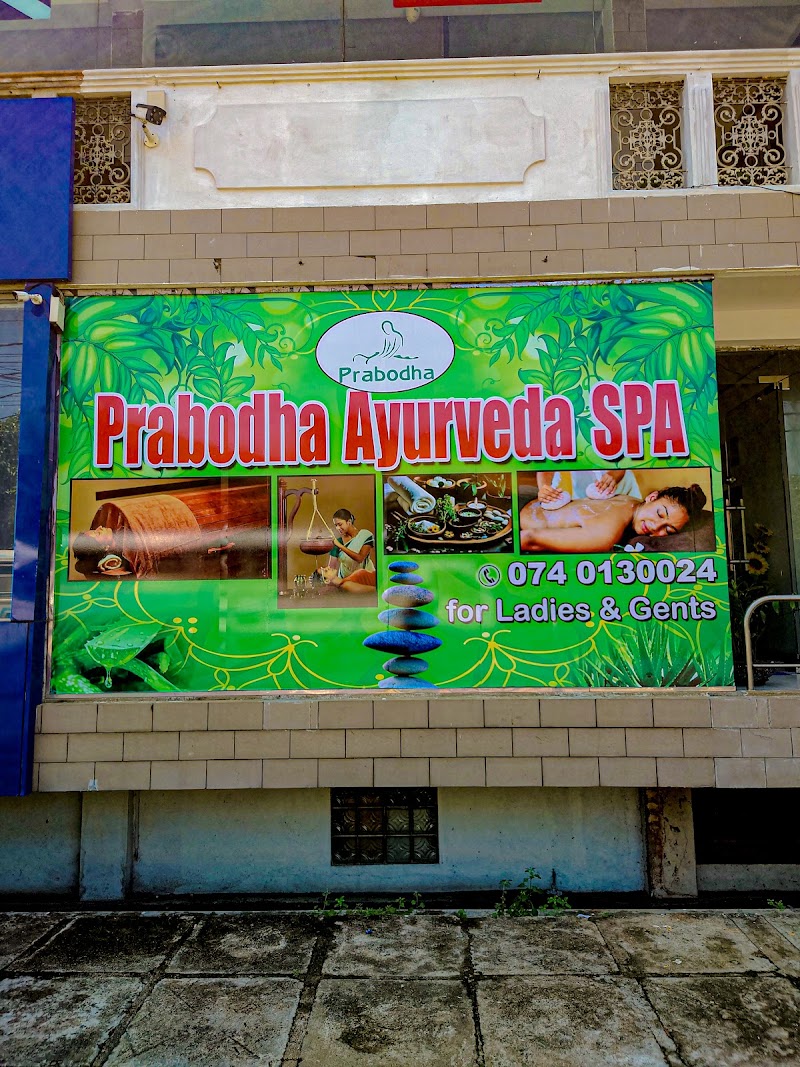 Prabodha
Prabodha Ayurveda SPA
074 0130024
for Ladies & Gents